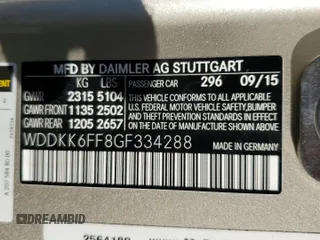 MFD BY DAIMLER AG STUTTGART
KG LBS PASSENGER CAR 296 09/15
GVWR 2315 5104 THIS VEHICLE CONFORMS TO ALL
GAWR FRONT 1135 2502 APPLICABLE U.S. FEDERAL MOTOR
GAWR REAR 1205 2657 VEHICLE SAFETY, BUMPER, AND THEFT
PREVENTION STANDARDS IN EFFECT ON THE
DATE OF MANUFACTURE SHOWN ABOVE.
WDDKK6FF8GF334288
MADE IN GERMANY
DREAMBID